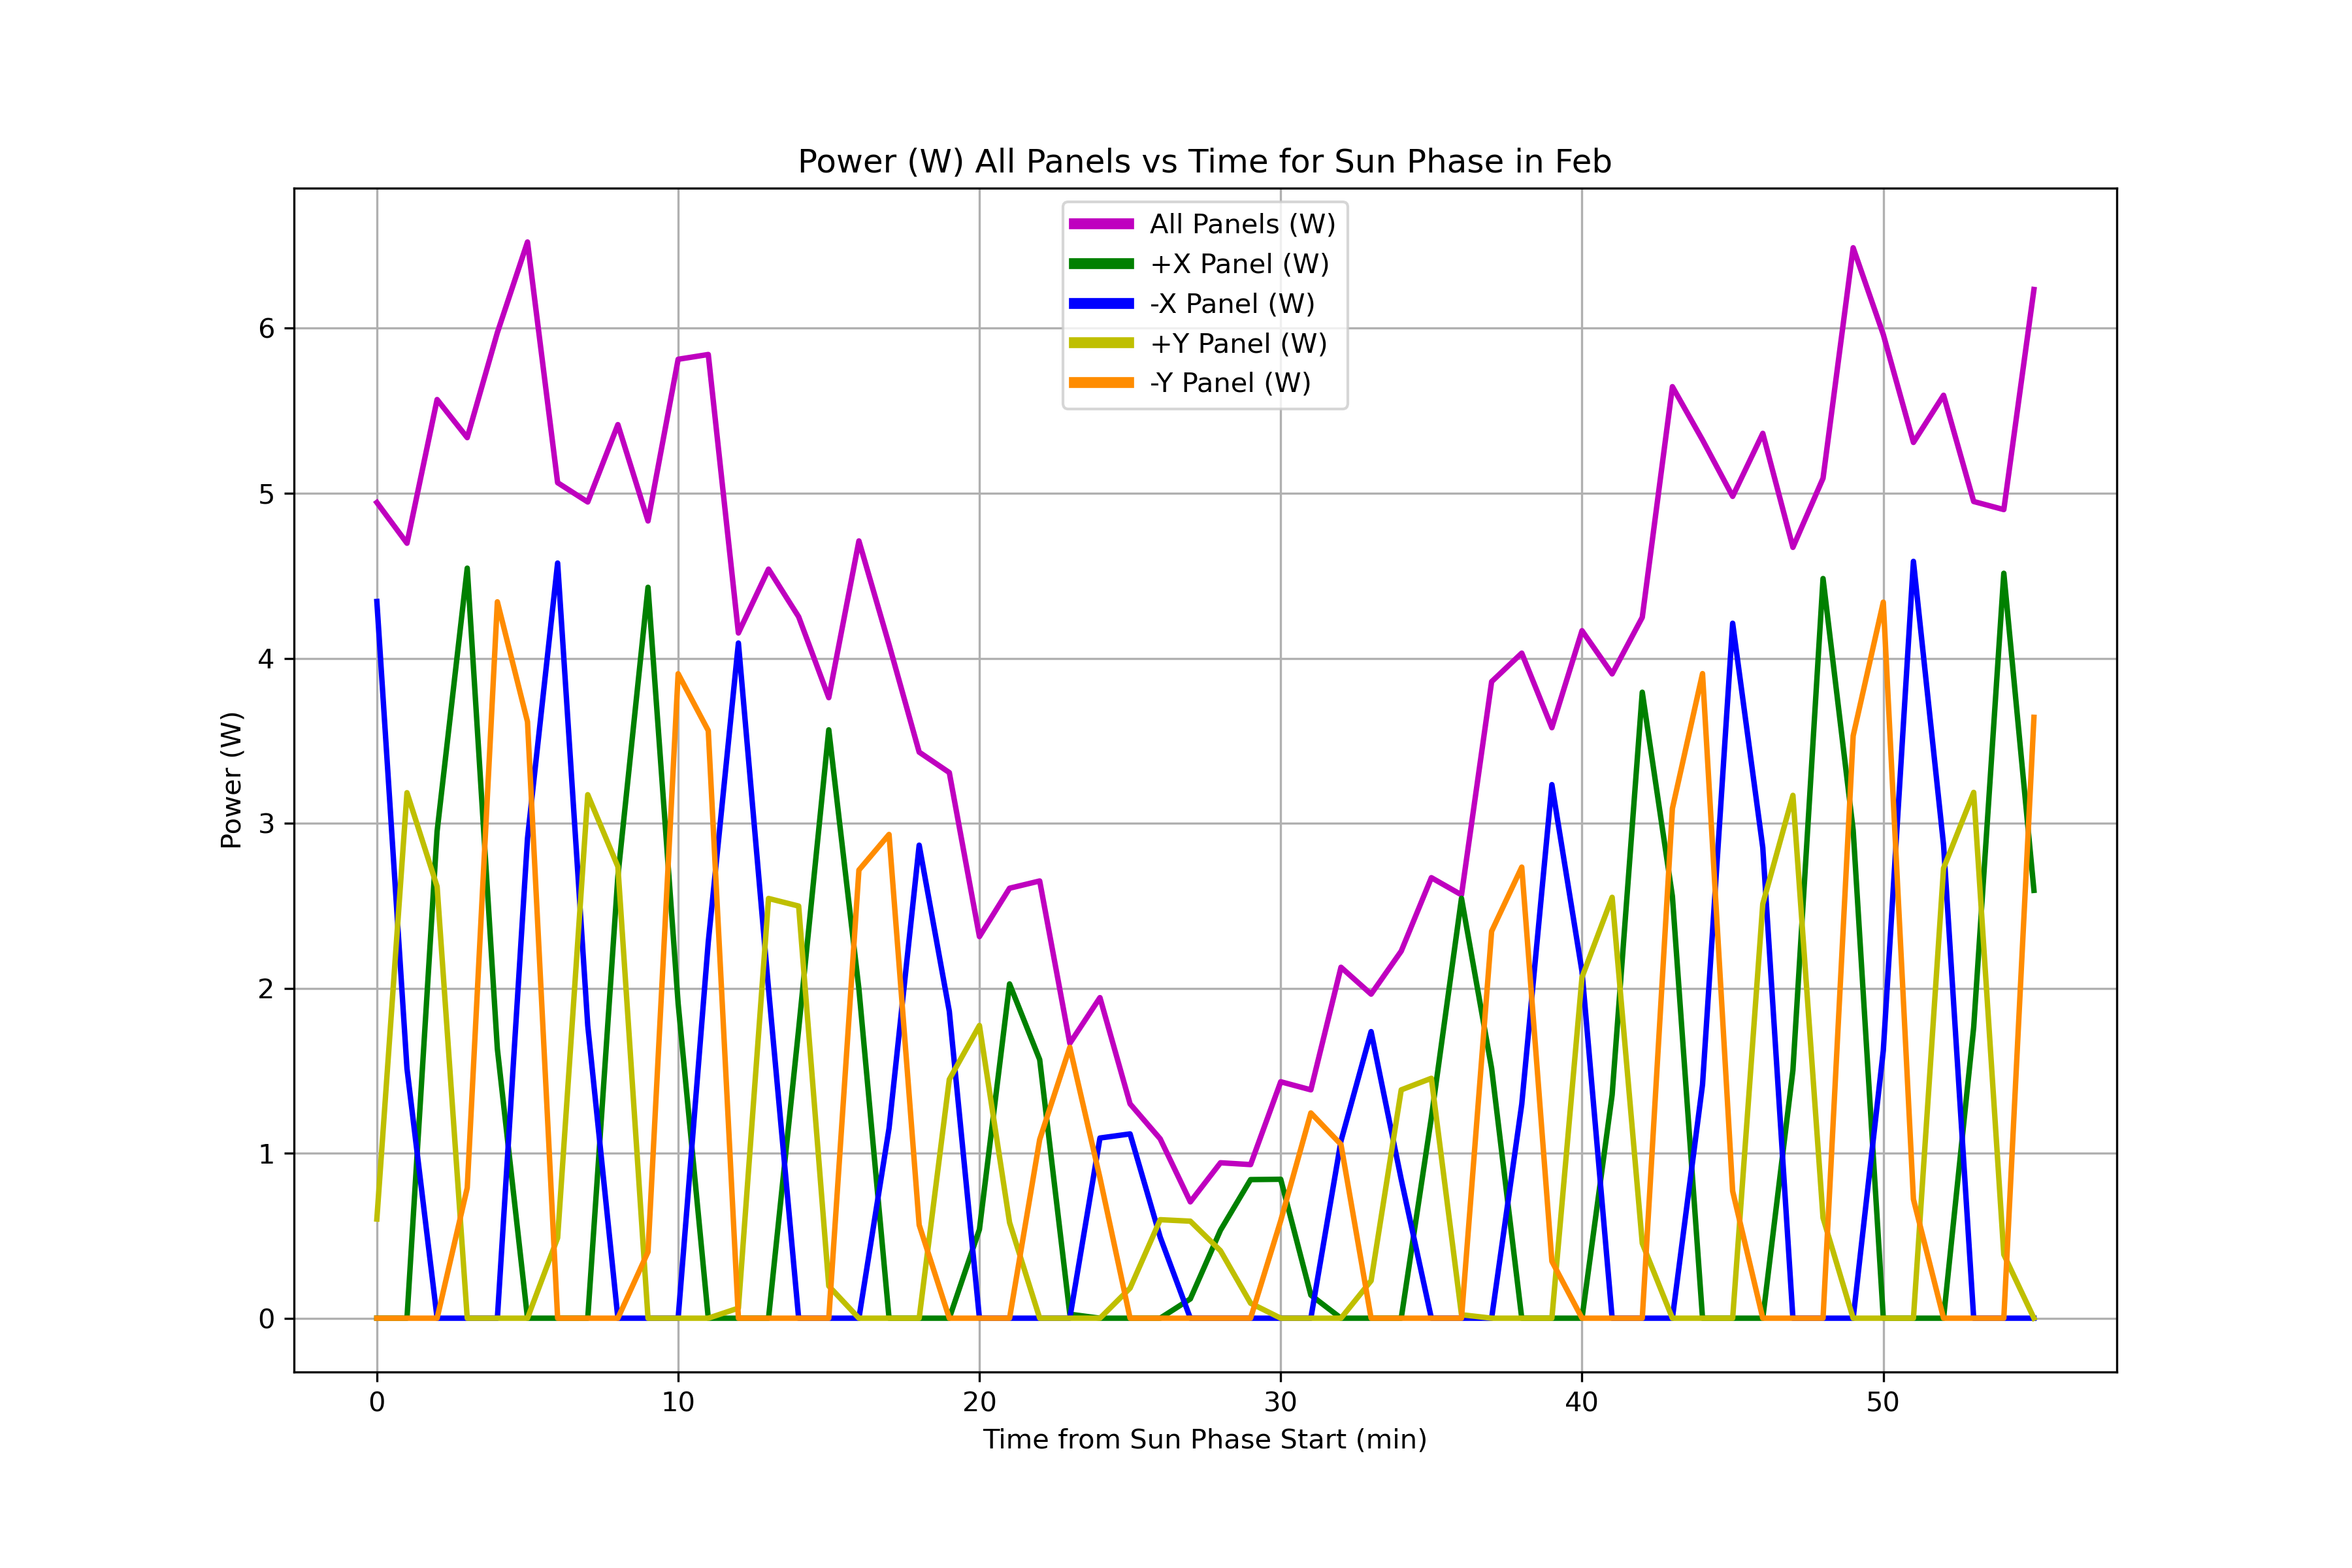 Power (W) All Panels vs Time for Sun Phase in Feb
All Panels (W)
+X Panel (W)
-X Panel (W)
+Y Panel (W)
-Y Panel (W)
Power (W)
6
5
4
3
2
1
0
0 10 20 30 40 50
Time from Sun Phase Start (min)